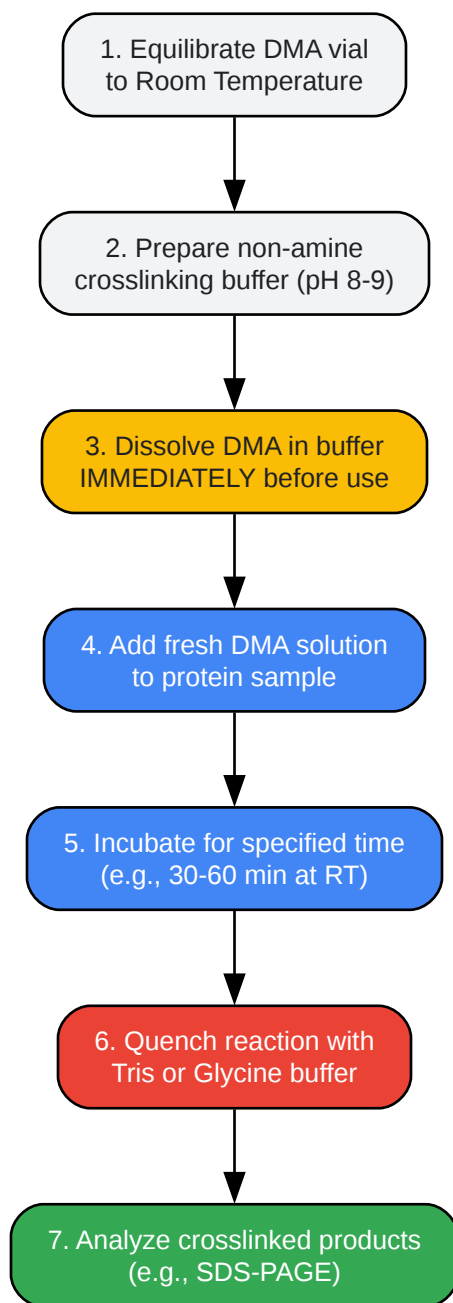 1. Equilibrate DMA vial
to Room Temperature
2. Prepare non-amine
crosslinking buffer (pH 8-9)
3. Dissolve DMA in buffer
IMMEDIATELY before use
4. Add fresh DMA solution
to protein sample
5. Incubate for specified time
(e.g., 30-60 min at RT)
6. Quench reaction with
Tris or Glycine buffer
7. Analyze crosslinked products
(e.g., SDS-PAGE)